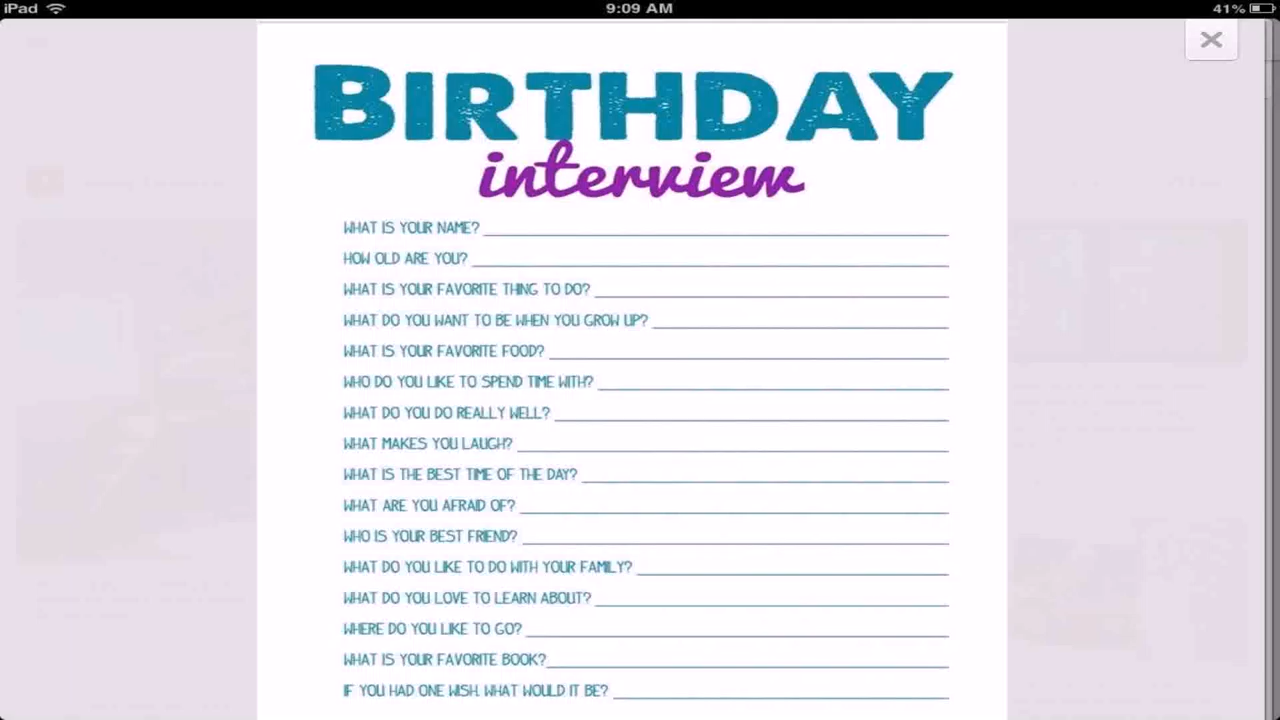 iPad 9:09 AM 41%
BIRTHDAY
interview
WHAT IS YOUR NAME?
HOW OLD ARE YOU?
WHAT IS YOUR FAVORITE THING TO DO?
WHAT DO YOU WANT TO BE WHEN YOU GROW UP?
WHAT IS YOUR FAVORITE FOOD?
WHO DO YOU LIKE TO SPEND TIME WITH?
WHAT DO YOU DO REALLY WELL?
WHAT MAKES YOU LAUGH?
WHAT IS THE BEST TIME OF THE DAY?
WHAT ARE YOU AFRAID OF?
WHO IS YOUR BEST FRIEND?
WHAT DO YOU LIKE TO DO WITH YOUR FAMILY?
WHAT DO YOU LOVE TO LEARN ABOUT?
WHERE DO YOU LIKE TO GO?
WHAT IS YOUR FAVORITE BOOK?
IF YOU HAD ONE WISH, WHAT WOULD IT BE?